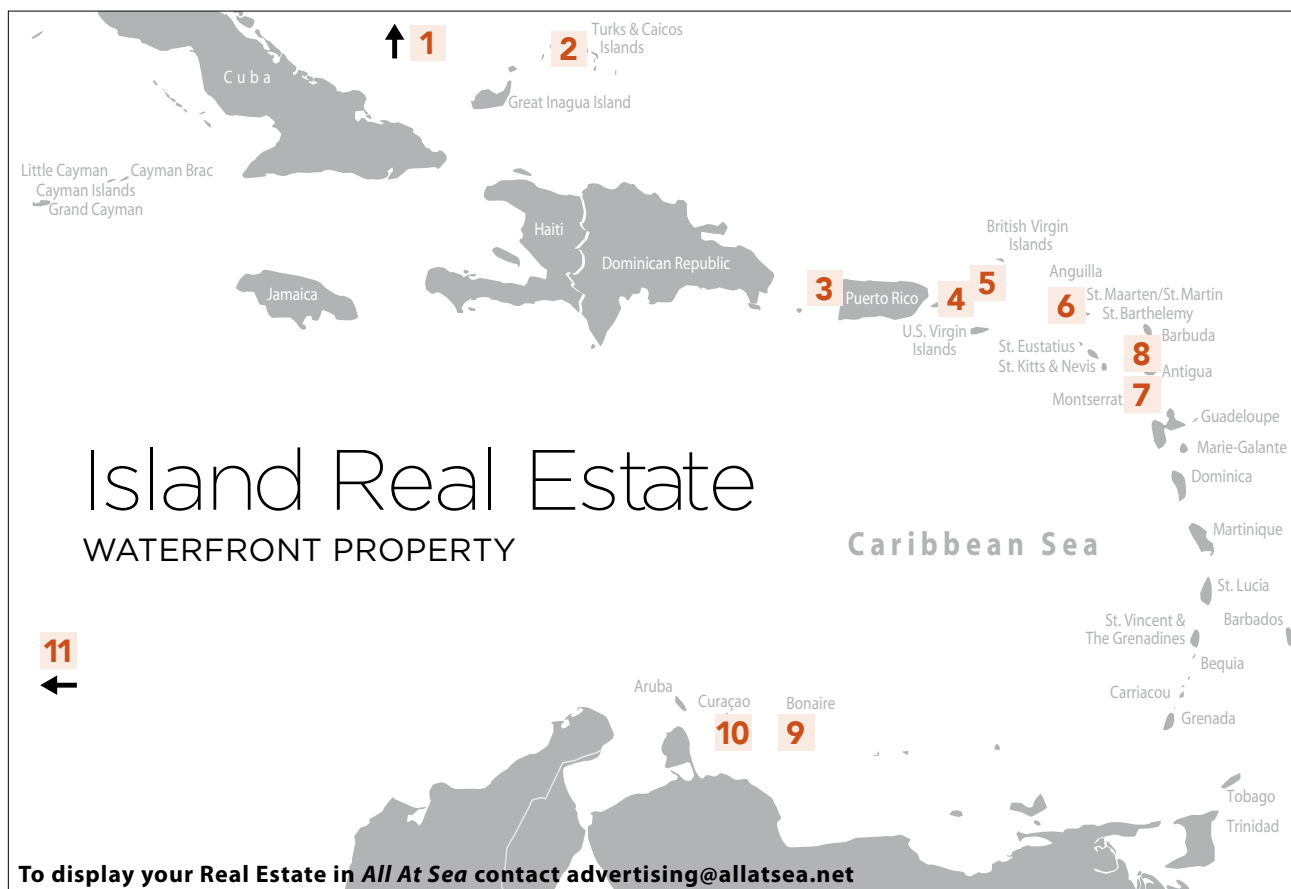 1
2
Turks & Caicos
Islands
Cuba
Great Inagua Island
Little Cayman
Cayman Brac
Cayman Islands
Grand Cayman
Haiti
Dominican Republic
Jamaica
British Virgin
Islands
3
Puerto Rico
4
5
U.S. Virgin
Islands
Anguilla
6
St. Maarten/St. Martin
St. Barthelemy
Barbuda
St. Eustatius
St. Kitts & Nevis
8
Antigua
Montserrat
7
Guadeloupe
Marie-Galante
Dominica
Island Real Estate
WATERFRONT PROPERTY
Caribbean Sea
Martinique
St. Lucia
St. Vincent &
The Grenadines
Barbados
Bequia
Carriacou
Grenada
11
Aruba
Curaçao
Bonaire
10
9
Tobago
Trinidad
To display your Real Estate in All At Sea contact advertising@allatsea.net